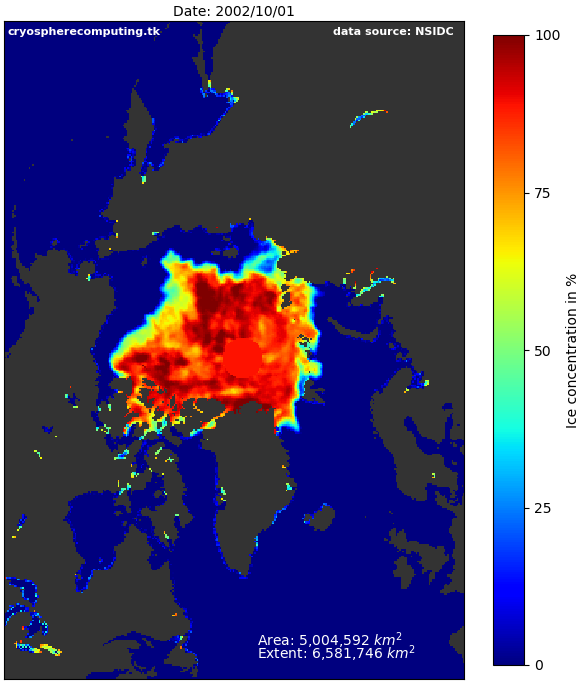 Date: 2002/10/01
cryospherecomputing.tk
data source: NSIDC
100
75
50
25
0
Ice concentration in %
Area: 5,004,592 km²
Extent: 6,581,746 km²